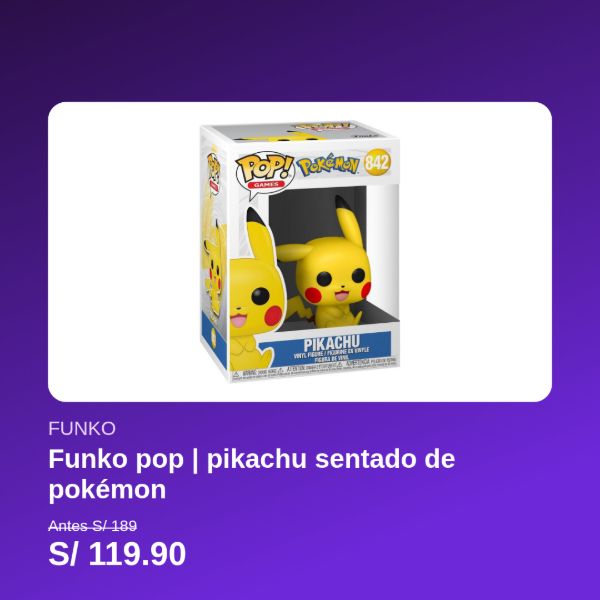 POP!
GAMES
POKéMON
842
PIKACHU
VINYL FIGURE / FIGURINE EN VINYLE
FIGURA DE VINIL
FUNKO
Funko pop | pikachu sentado de
pokémon
Antes S/ 189
S/ 119.90